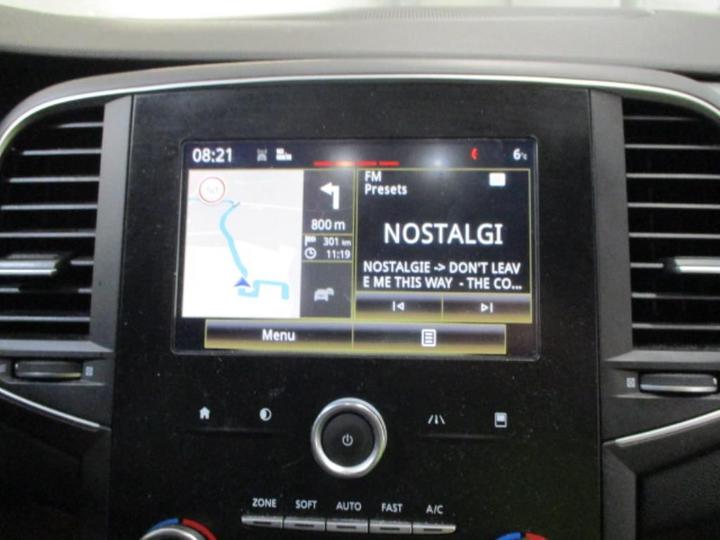 08:21
6°c
50
800 m
301 km
11:19
FM
Presets
NOSTALGI
NOSTALGIE -> DON'T LEAV
E ME THIS WAY - THE CO...
Menu
ZONE SOFT AUTO FAST A/C